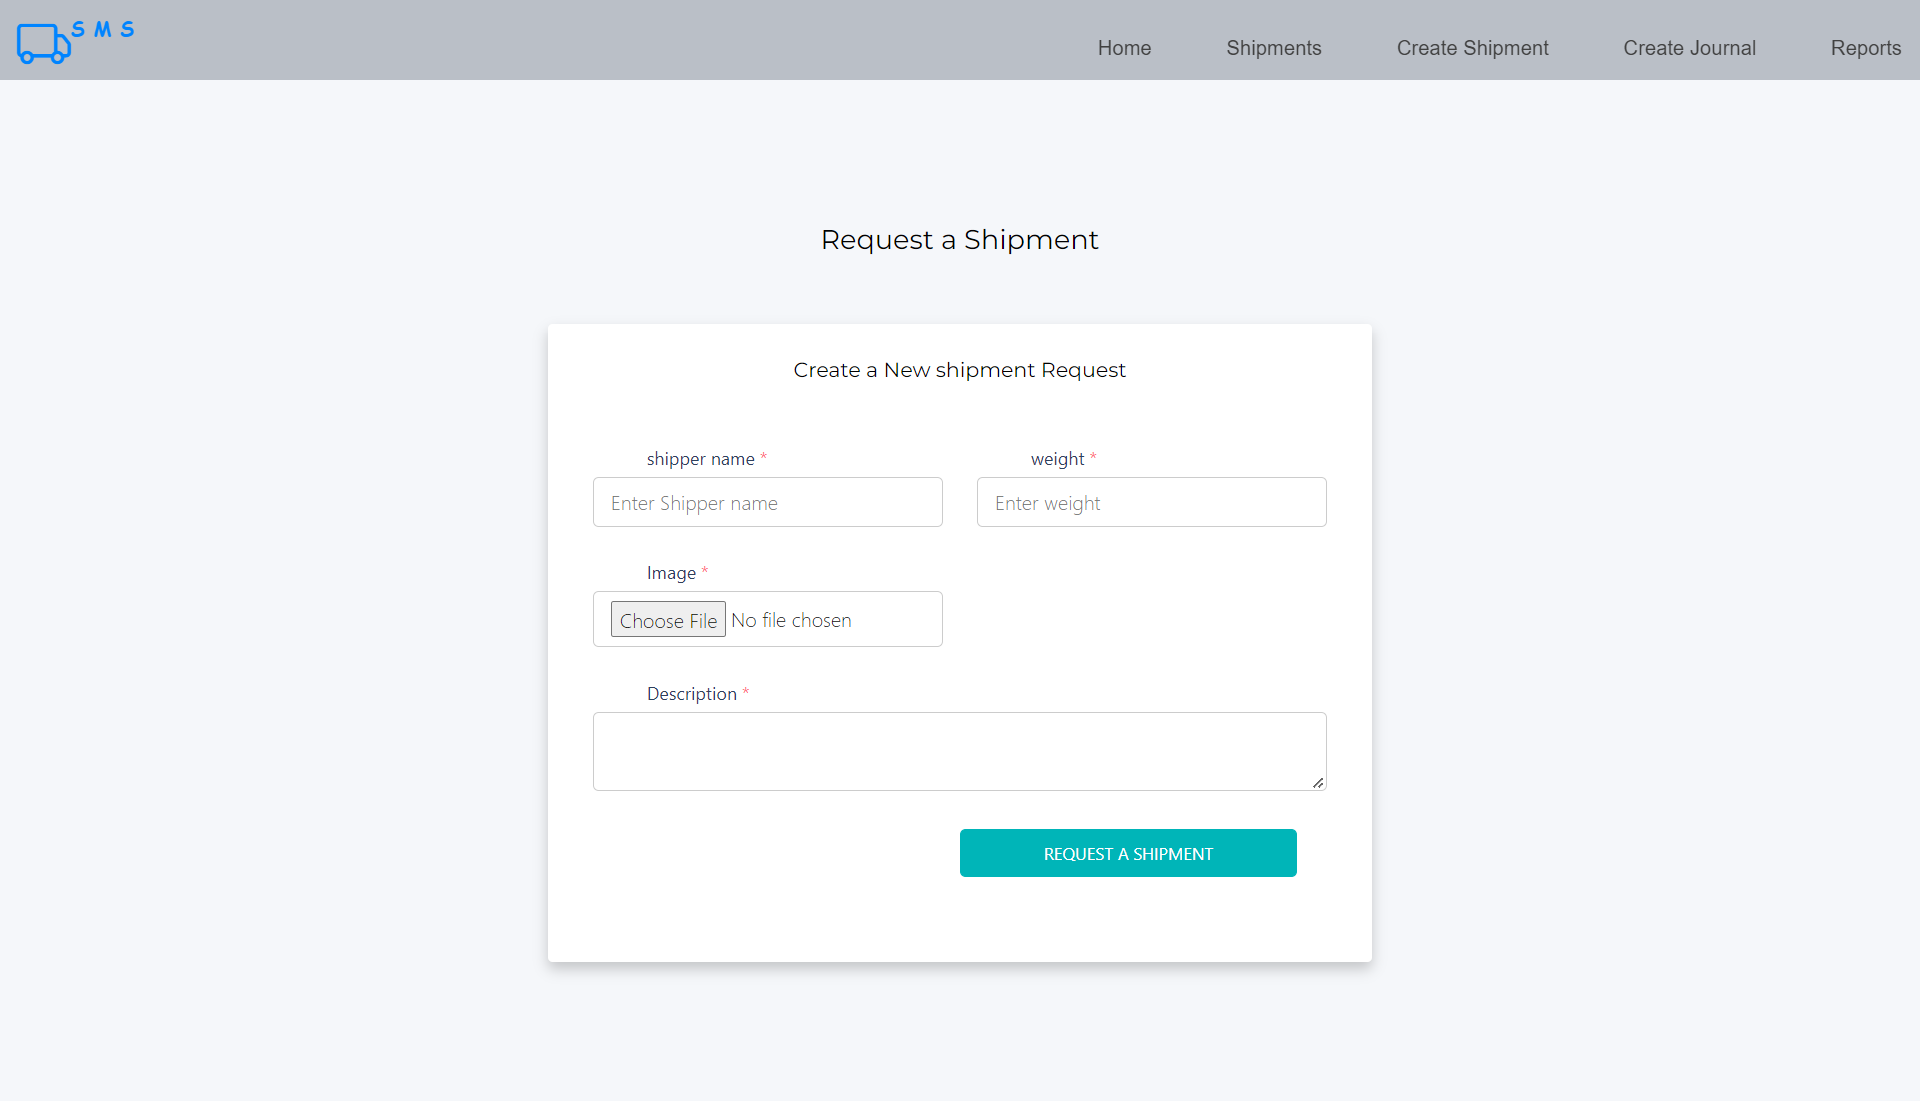 S M S
Home Shipments Create Shipment Create Journal Reports
Request a Shipment
Create a New shipment Request
shipper name * weight *
Enter Shipper name Enter weight
Image *
Choose File No file chosen
Description *
REQUEST A SHIPMENT